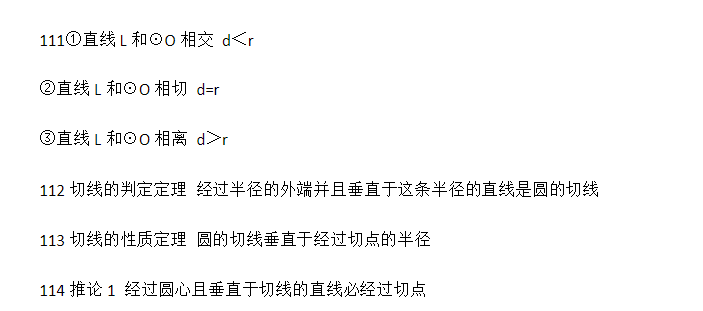 111①直线 L 和⊙O 相交 d＜r
②直线 L 和⊙O 相切 d=r
③直线 L 和⊙O 相离 d＞r
112 切线的判定定理 经过半径的外端并且垂直于这条半径的直线是圆的切线
113 切线的性质定理 圆的切线垂直于经过切点的半径
114 推论 1 经过圆心且垂直于切线的直线必经过切点